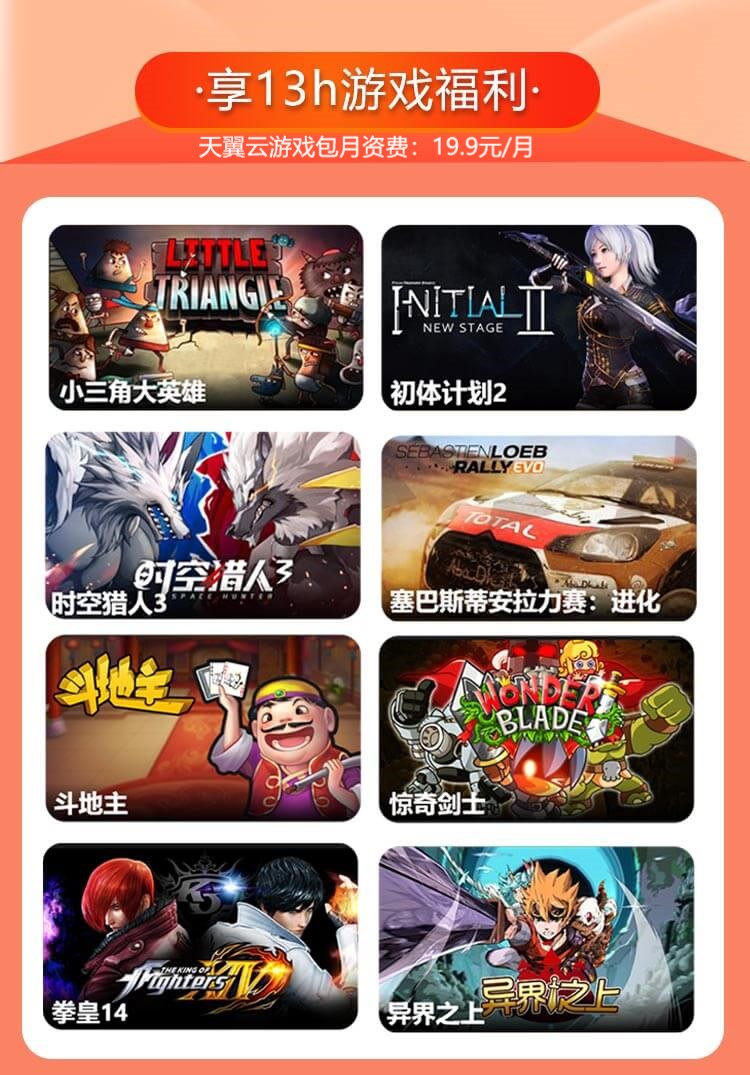 ·享13h游戏福利·
天翼云游戏包月资费：19.9元/月
LITTLE
TRIANGLE
小三角大英雄
INITIAL II
NEW STAGE
初体计划2
时空猎人3
SPACE HUNTER
时空猎人3
SEBASTIEN LOEB
RALLY EVO
TOTAL
Abu Dhabi
塞巴斯蒂安拉力赛：进化
斗地主
斗地主
WONDER
BLADE
惊奇剑士
THE KING OF
FighterS XIV
拳皇14
异界之上
异界之上